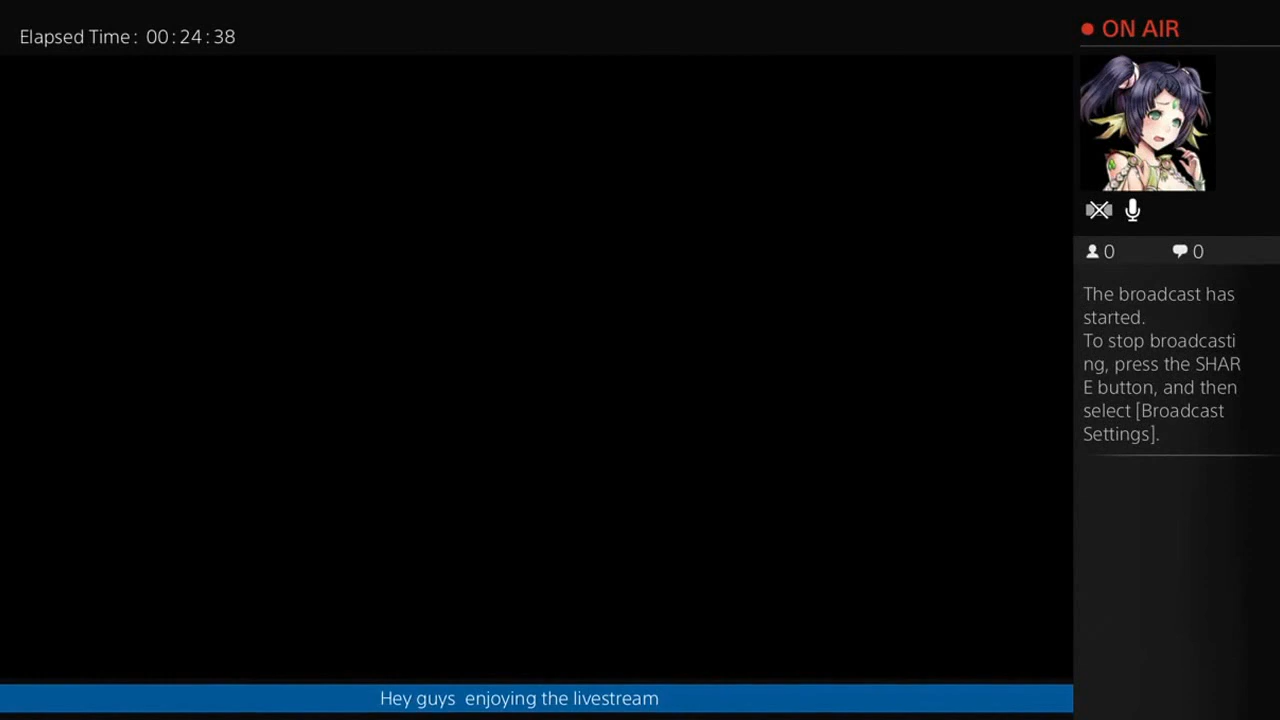 Elapsed Time: 00:24:38
ON AIR
0 0
The broadcast has
started.
To stop broadcasti
ng, press the SHAR
E button, and then
select [Broadcast
Settings].
Hey guys  enjoying the livestream